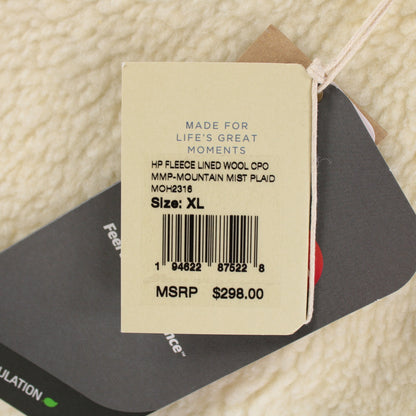 MADE FOR
LIFE'S GREAT
MOMENTS
HP FLEECE LINED WOOL CPO
MMP-MOUNTAIN MIST PLAID
MOH2316
Size: XL
1 94622 87522 8
MSRP $298.00